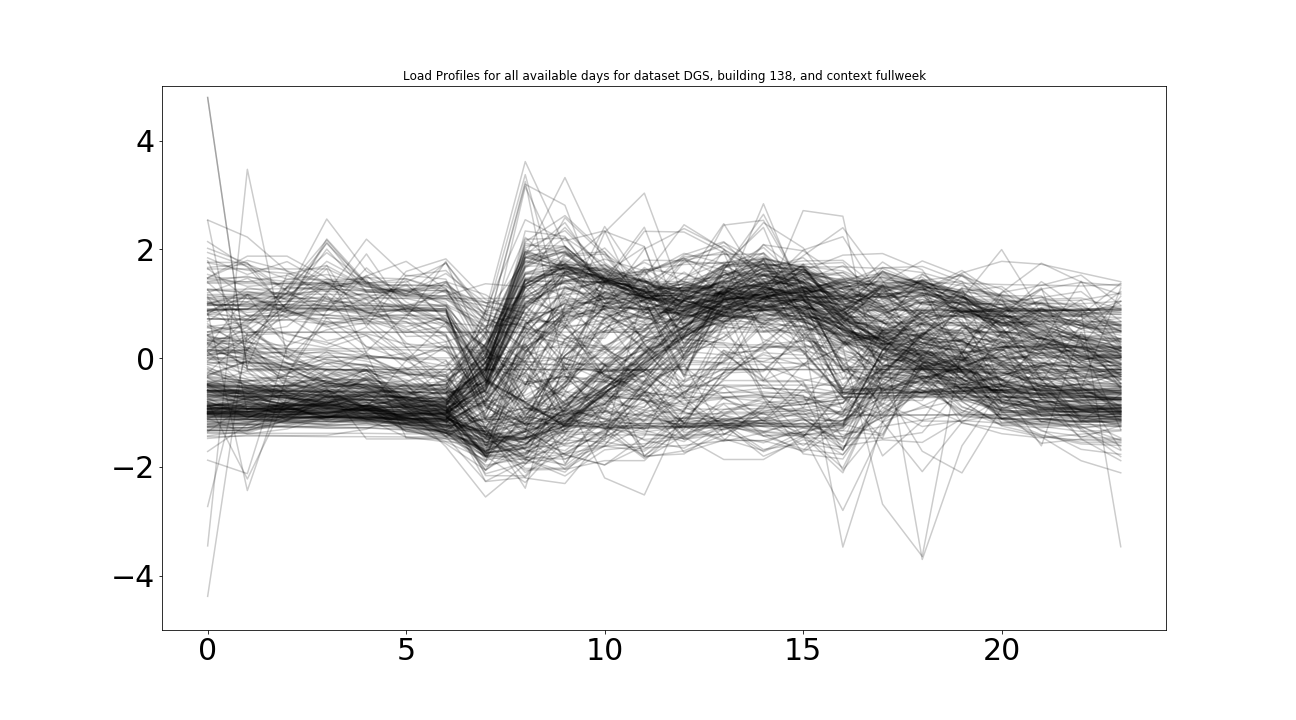 Load Profiles for all available days for dataset DGS, building 138, and context fullweek
4
2
0
−2
−4
0 5 10 15 20